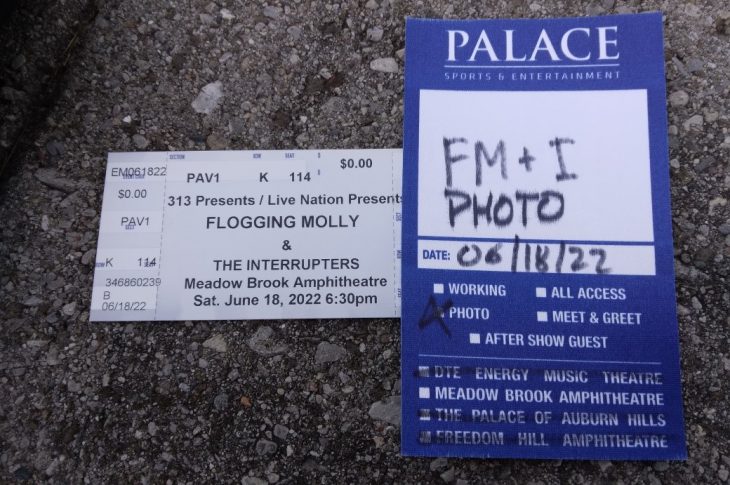 EM061822
$0.00
PAV1
K 114
346860239
B
06/18/22
SECTION ROW SEAT
PAV1 K 114 $0.00
313 Presents / Live Nation Presents
FLOGGING MOLLY
&
THE INTERRUPTERS
Meadow Brook Amphitheatre
Sat. June 18, 2022 6:30pm
PALACE
SPORTS & ENTERTAINMENT
FM + I
PHOTO
DATE: 06/18/22
WORKING
ALL ACCESS
X PHOTO
MEET & GREET
AFTER SHOW GUEST
DTE ENERGY MUSIC THEATRE
MEADOW BROOK AMPHITHEATRE
THE PALACE OF AUBURN HILLS
FREEDOM HILL AMPHITHEATRE